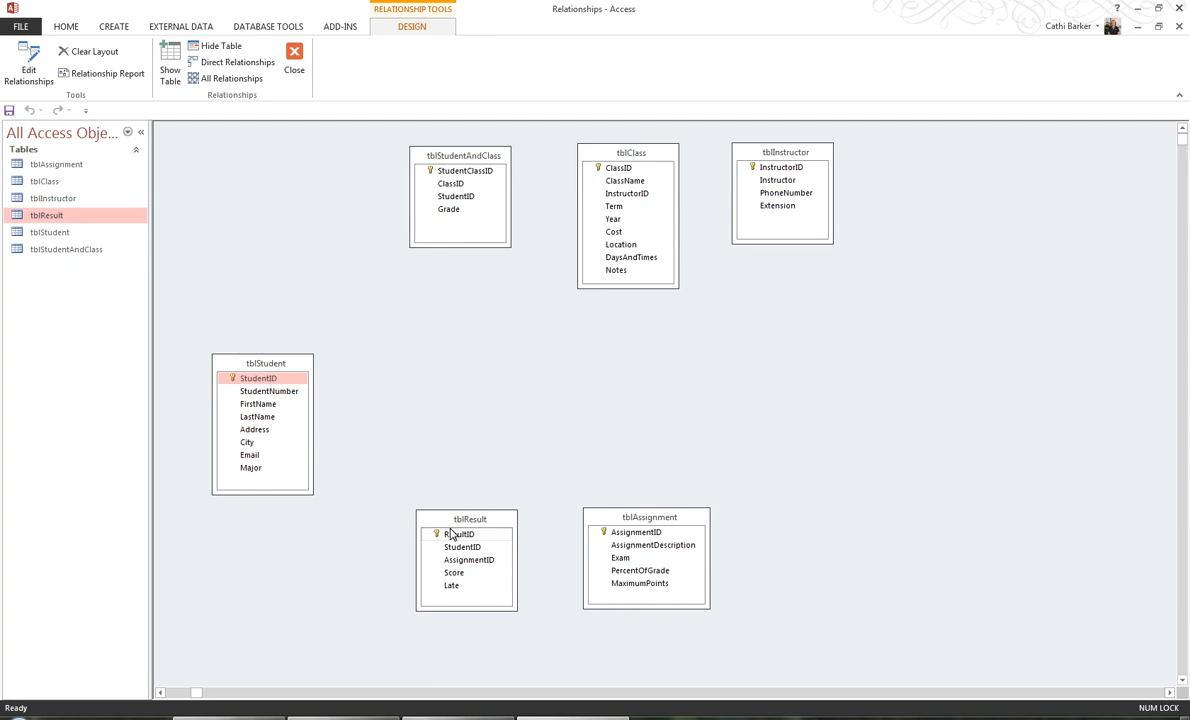 RELATIONSHIP TOOLS
Relationships - Access
?
FILE HOME CREATE EXTERNAL DATA DATABASE TOOLS ADD-INS DESIGN
Cathi Barker
Edit
Relationships
Clear Layout
Relationship Report
Tools
Show
Table
Hide Table
Direct Relationships
All Relationships
Relationships
Close
All Access Obje...
Tables
tblAssignment
tblClass
tblInstructor
tblResult
tblStudent
tblStudentAndClass
tblStudentAndClass
StudentClassID
ClassID
StudentID
Grade
tblClass
ClassID
ClassName
InstructorID
Term
Year
Cost
Location
DaysAndTimes
Notes
tblInstructor
InstructorID
Instructor
PhoneNumber
Extension
tblStudent
StudentID
StudentNumber
FirstName
LastName
Address
City
Email
Major
tblResult
ResultID
StudentID
AssignmentID
Score
Late
tblAssignment
AssignmentID
AssignmentDescription
Exam
PercentOfGrade
MaximumPoints
Ready
NUM LOCK